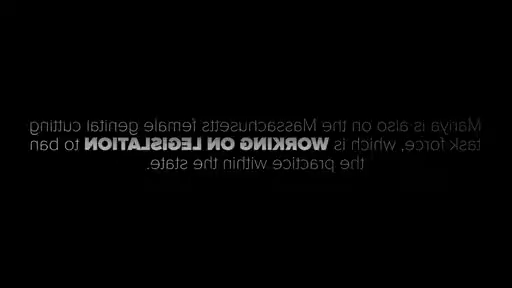 Mariya is also on the Massachusetts female genital cutting
task force, which is WORKING ON LEGISLATION to ban
the practice within the state.